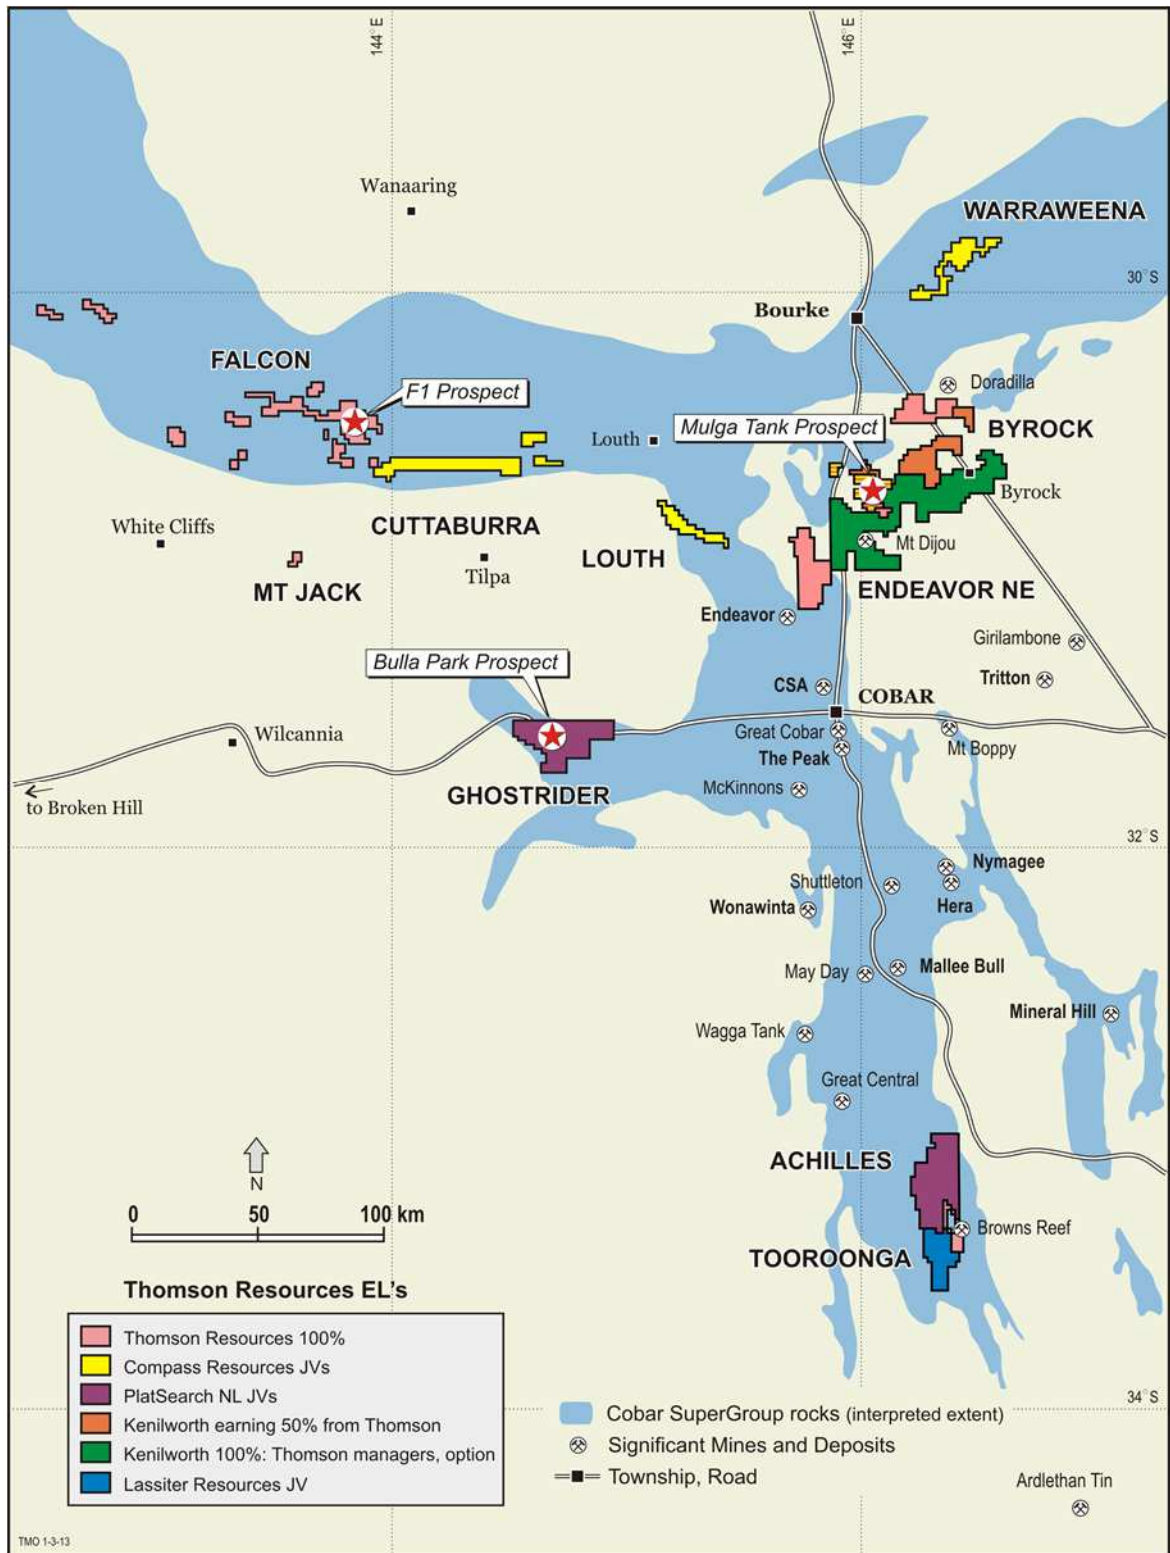 144°E
146°E
Wanaaring
WARRAWEENA
30°S
Bourke
FALCON
F1 Prospect
Doradilla
Louth
Mulga Tank Prospect
BYROCK
Byrock
White Cliffs
CUTTABURRA
Mt Dijou
MT JACK
Tilpa
LOUTH
ENDEAVOR NE
Endeavor
Girilambone
Bulla Park Prospect
Tritton
CSA
COBAR
Wilcannia
Great Cobar
Mt Boppy
The Peak
to Broken Hill
GHOSTRIDER
McKinnons
32°S
Nymagee
Shuttleton
Hera
Wonawinta
May Day
Mallee Bull
Mineral Hill
Wagga Tank
Great Central
ACHILLES
N
0 50 100 km
Browns Reef
TOOROONGA
Thomson Resources EL's
Thomson Resources 100%
Compass Resources JVs
PlatSearch NL JVs
Kenilworth earning 50% from Thomson
Kenilworth 100%: Thomson managers, option
Lassiter Resources JV
34°S
Cobar SuperGroup rocks (interpreted extent)
Significant Mines and Deposits
Township, Road
Ardlethan Tin
TMO 1-3-13